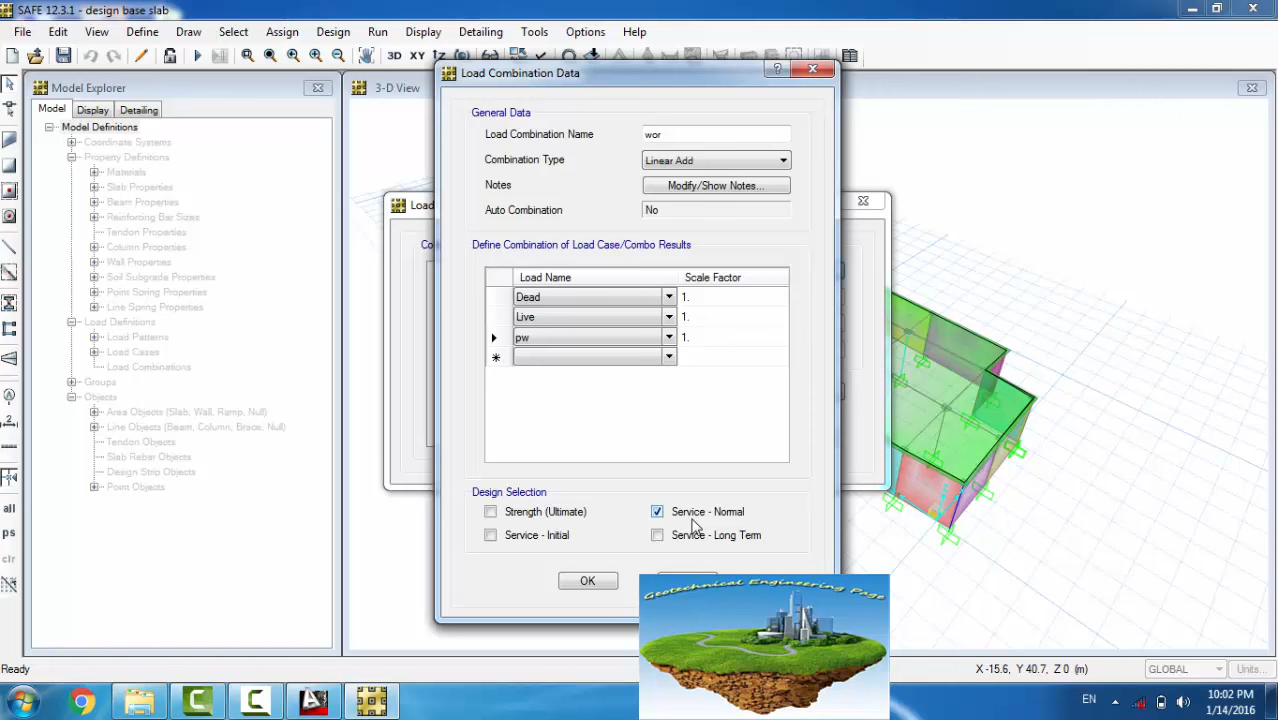 SAFE 12.3.1 - design base slab
File Edit View Define Draw Select Assign Design Run Display Detailing Tools Options Help
3D XY
Model Explorer
Model Display Detailing
Model Definitions
Coordinate Systems
Property Definitions
Materials
Slab Properties
Beam Properties
Reinforcing Bar Sizes
Tendon Properties
Column Properties
Wall Properties
Soil Subgrade Properties
Point Spring Properties
Line Spring Properties
Load Definitions
Load Patterns
Load Cases
Load Combinations
Groups
Objects
Area Objects (Slab, Wall, Ramp, Null)
Line Objects (Beam, Column, Brace, Null)
Tendon Objects
Slab Rebar Objects
Design Strip Objects
Point Objects
all
ps
clr
3-D View
Load
Co
Load Combination Data
General Data
Load Combination Name wor
Combination Type Linear Add
Notes Modify/Show Notes...
Auto Combination No
Define Combination of Load Case/Combo Results
Load Name Scale Factor
Dead 1.
Live 1.
pw 1.
Design Selection
Strength (Ultimate) Service - Normal
Service - Initial Service - Long Term
OK
Geotechnical Engineering Page
Ready X -15.6, Y 40.7, Z 0 (m) GLOBAL Units...
EN 10:02 PM
1/14/2016